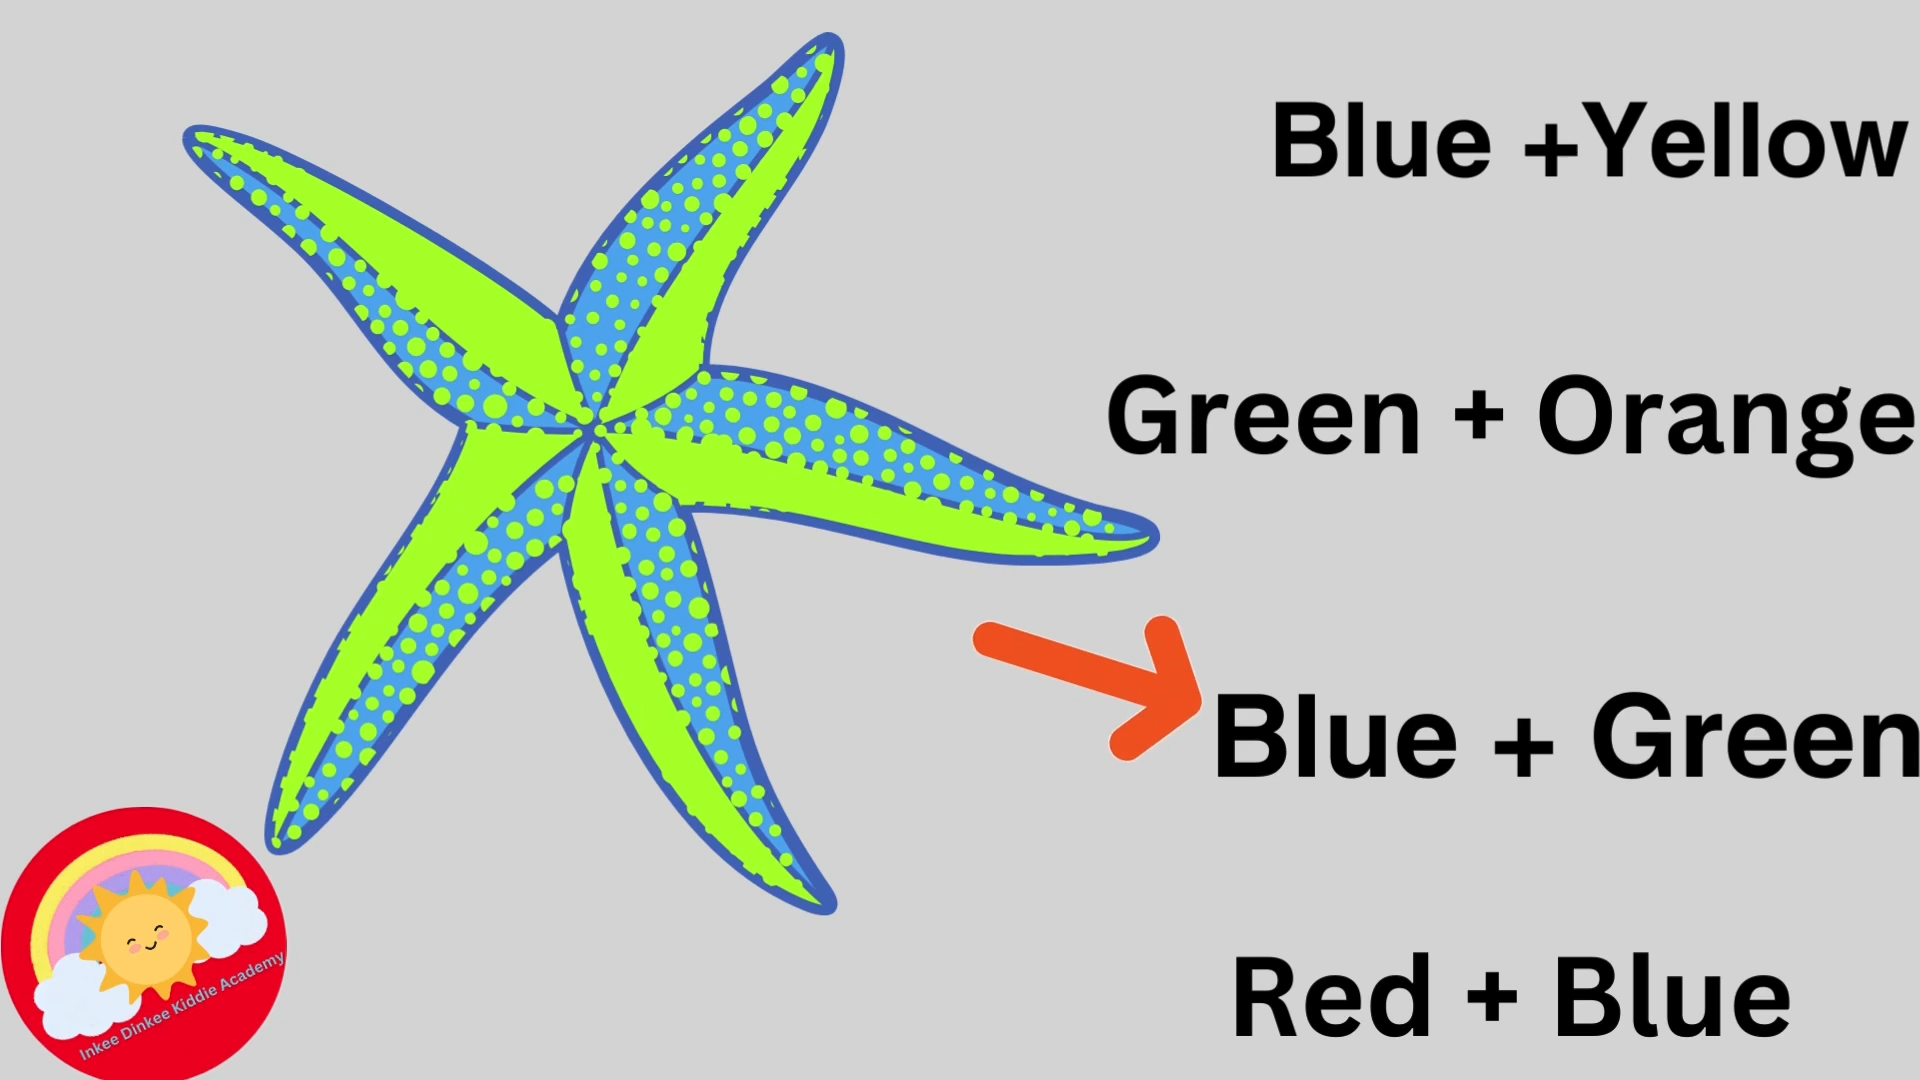 Blue +Yellow
Green + Orange
Blue + Green
Red + Blue
Inkee Dinkee Kiddie Academy